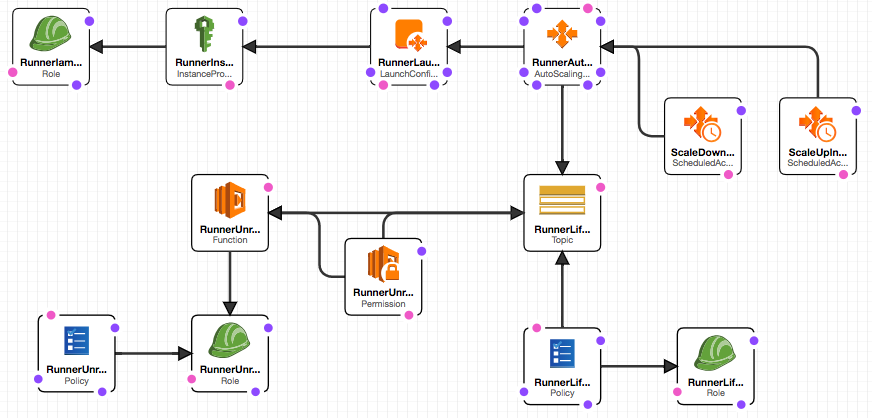 RunnerIam...
Role
RunnerIns...
InstancePro...
RunnerLau...
LaunchConfi...
RunnerAut...
AutoScaling...
ScaleDown...
ScheduledAc...
ScaleUpIn...
ScheduledAc...
RunnerUnr...
Function
RunnerLif...
Topic
RunnerUnr...
Permission
RunnerUnr...
Policy
RunnerUnr...
Role
RunnerLif...
Policy
RunnerLif...
Role